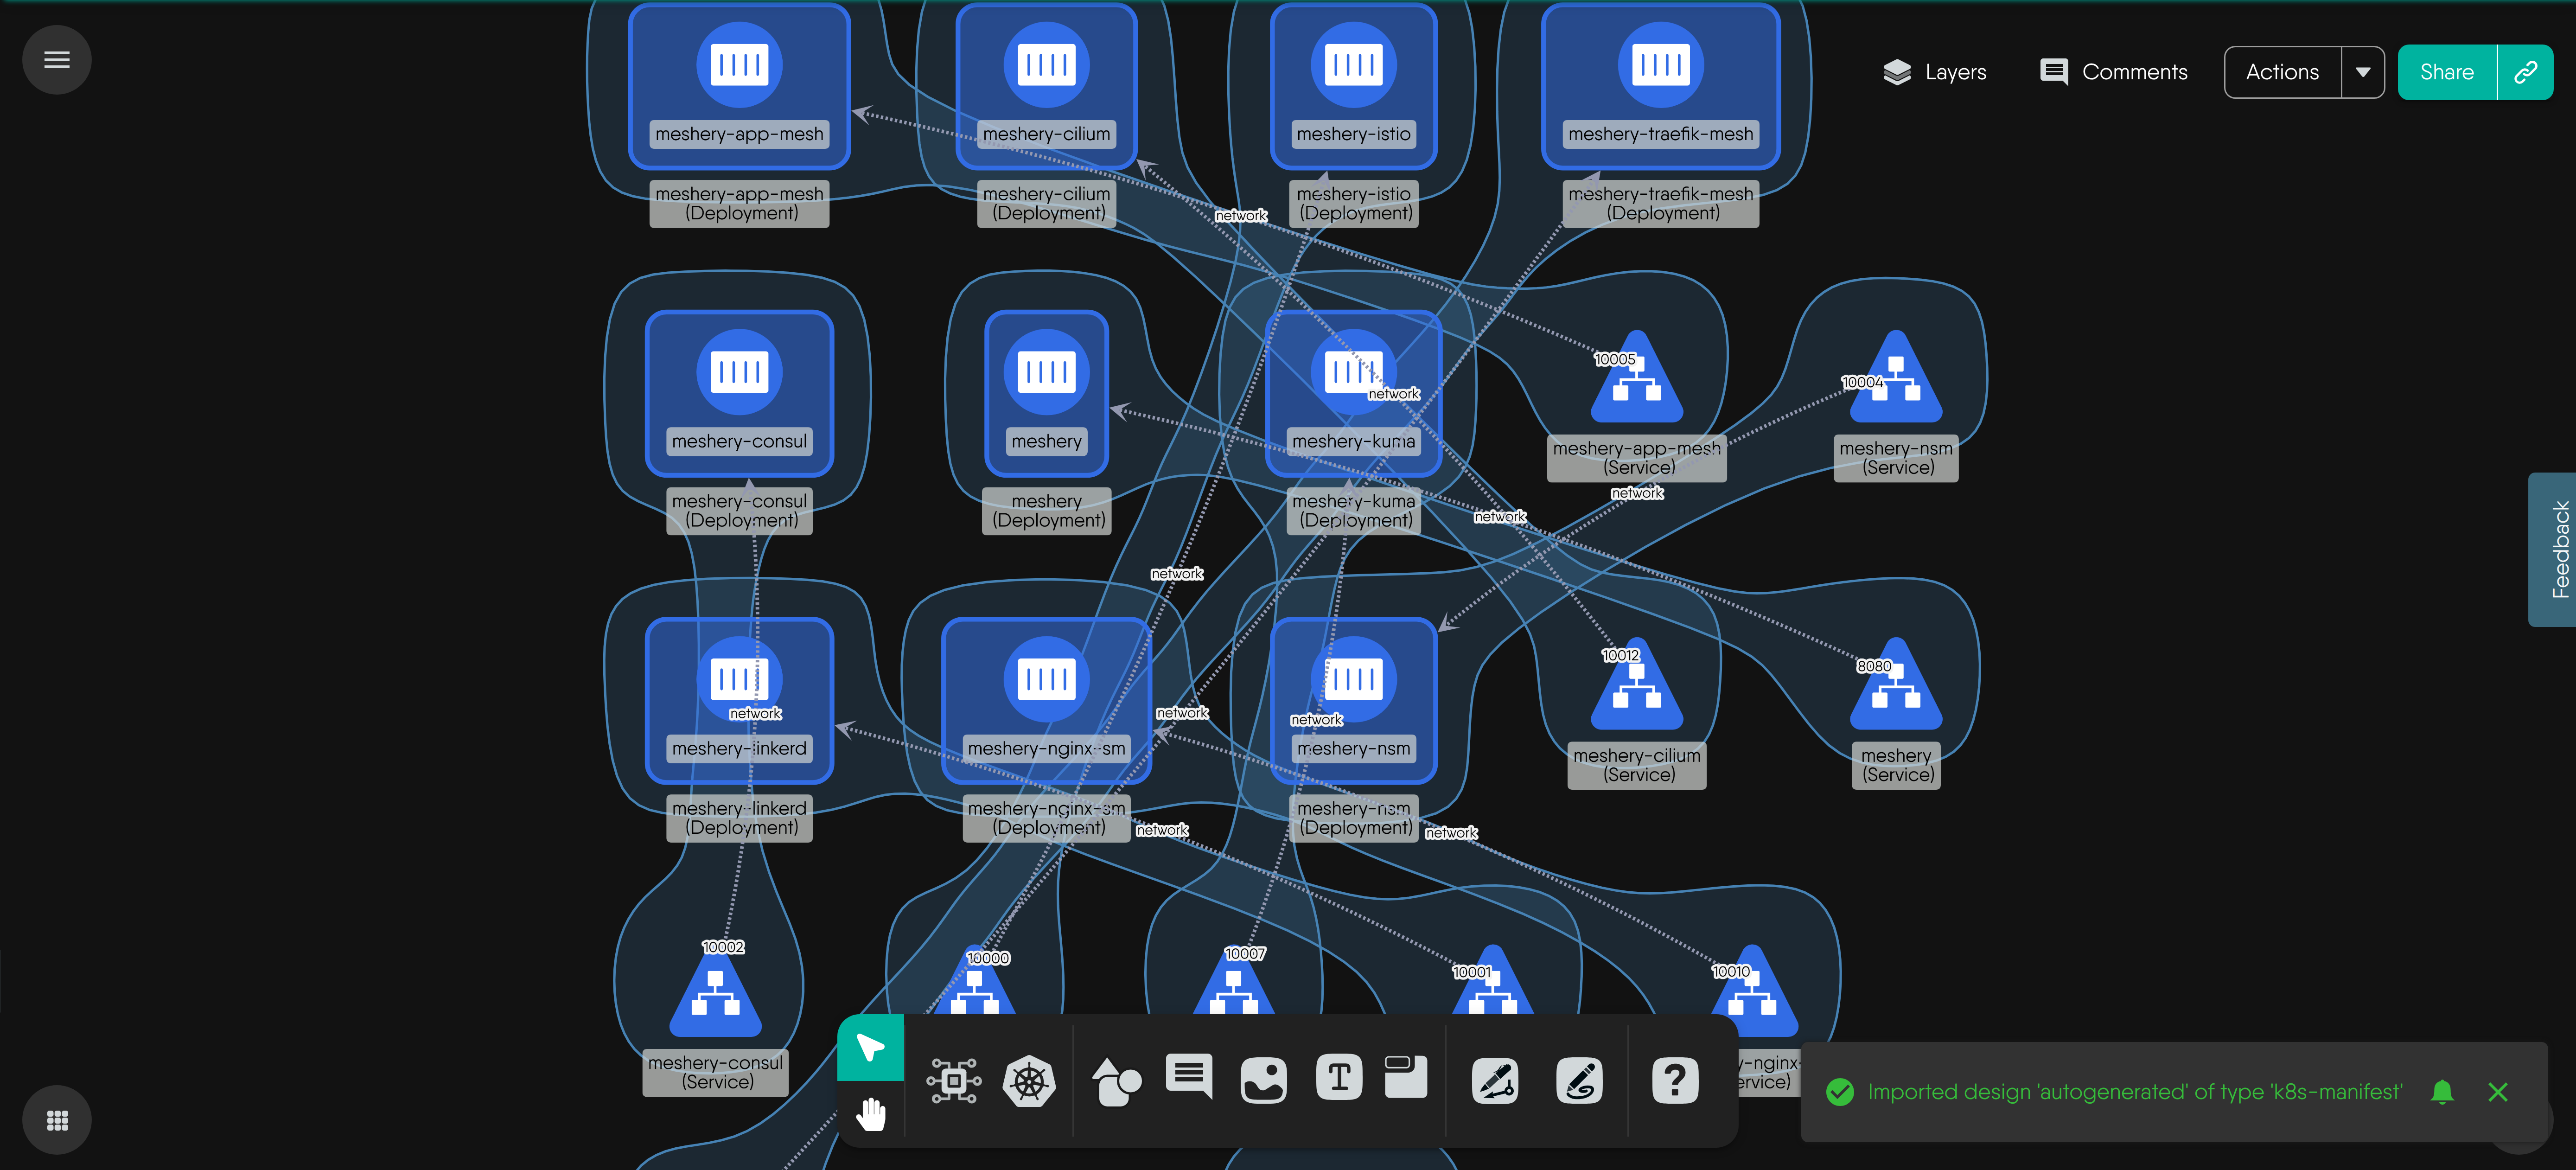 meshery-app-mesh
meshery-cilium
meshery-istio
meshery-traefik-mesh
Layers
Comments
Actions
Share
meshery-app-mesh
(Deployment)
meshery-cilium
(Deployment)
meshery-istio
(Deployment)
meshery-traefik-mesh
(Deployment)
network
meshery-consul
meshery
meshery-kuma
network
10005
10004
meshery-app-mesh
(Service)
meshery-nsm
(Service)
meshery-consul
(Deployment)
meshery
(Deployment)
meshery-kuma
(Deployment)
network
network
Feedback
network
meshery-linkerd
network
meshery-nginx-sm
network
meshery-nsm
network
10012
8080
meshery-cilium
(Service)
meshery
(Service)
meshery-linkerd
(Deployment)
meshery-nginx-sm
(Deployment)
meshery-nsm
(Deployment)
network
network
10002
10000
10007
10001
10010
meshery-consul
(Service)
y-nginx-
ervice)
Imported design 'autogenerated' of type 'k8s-manifest'